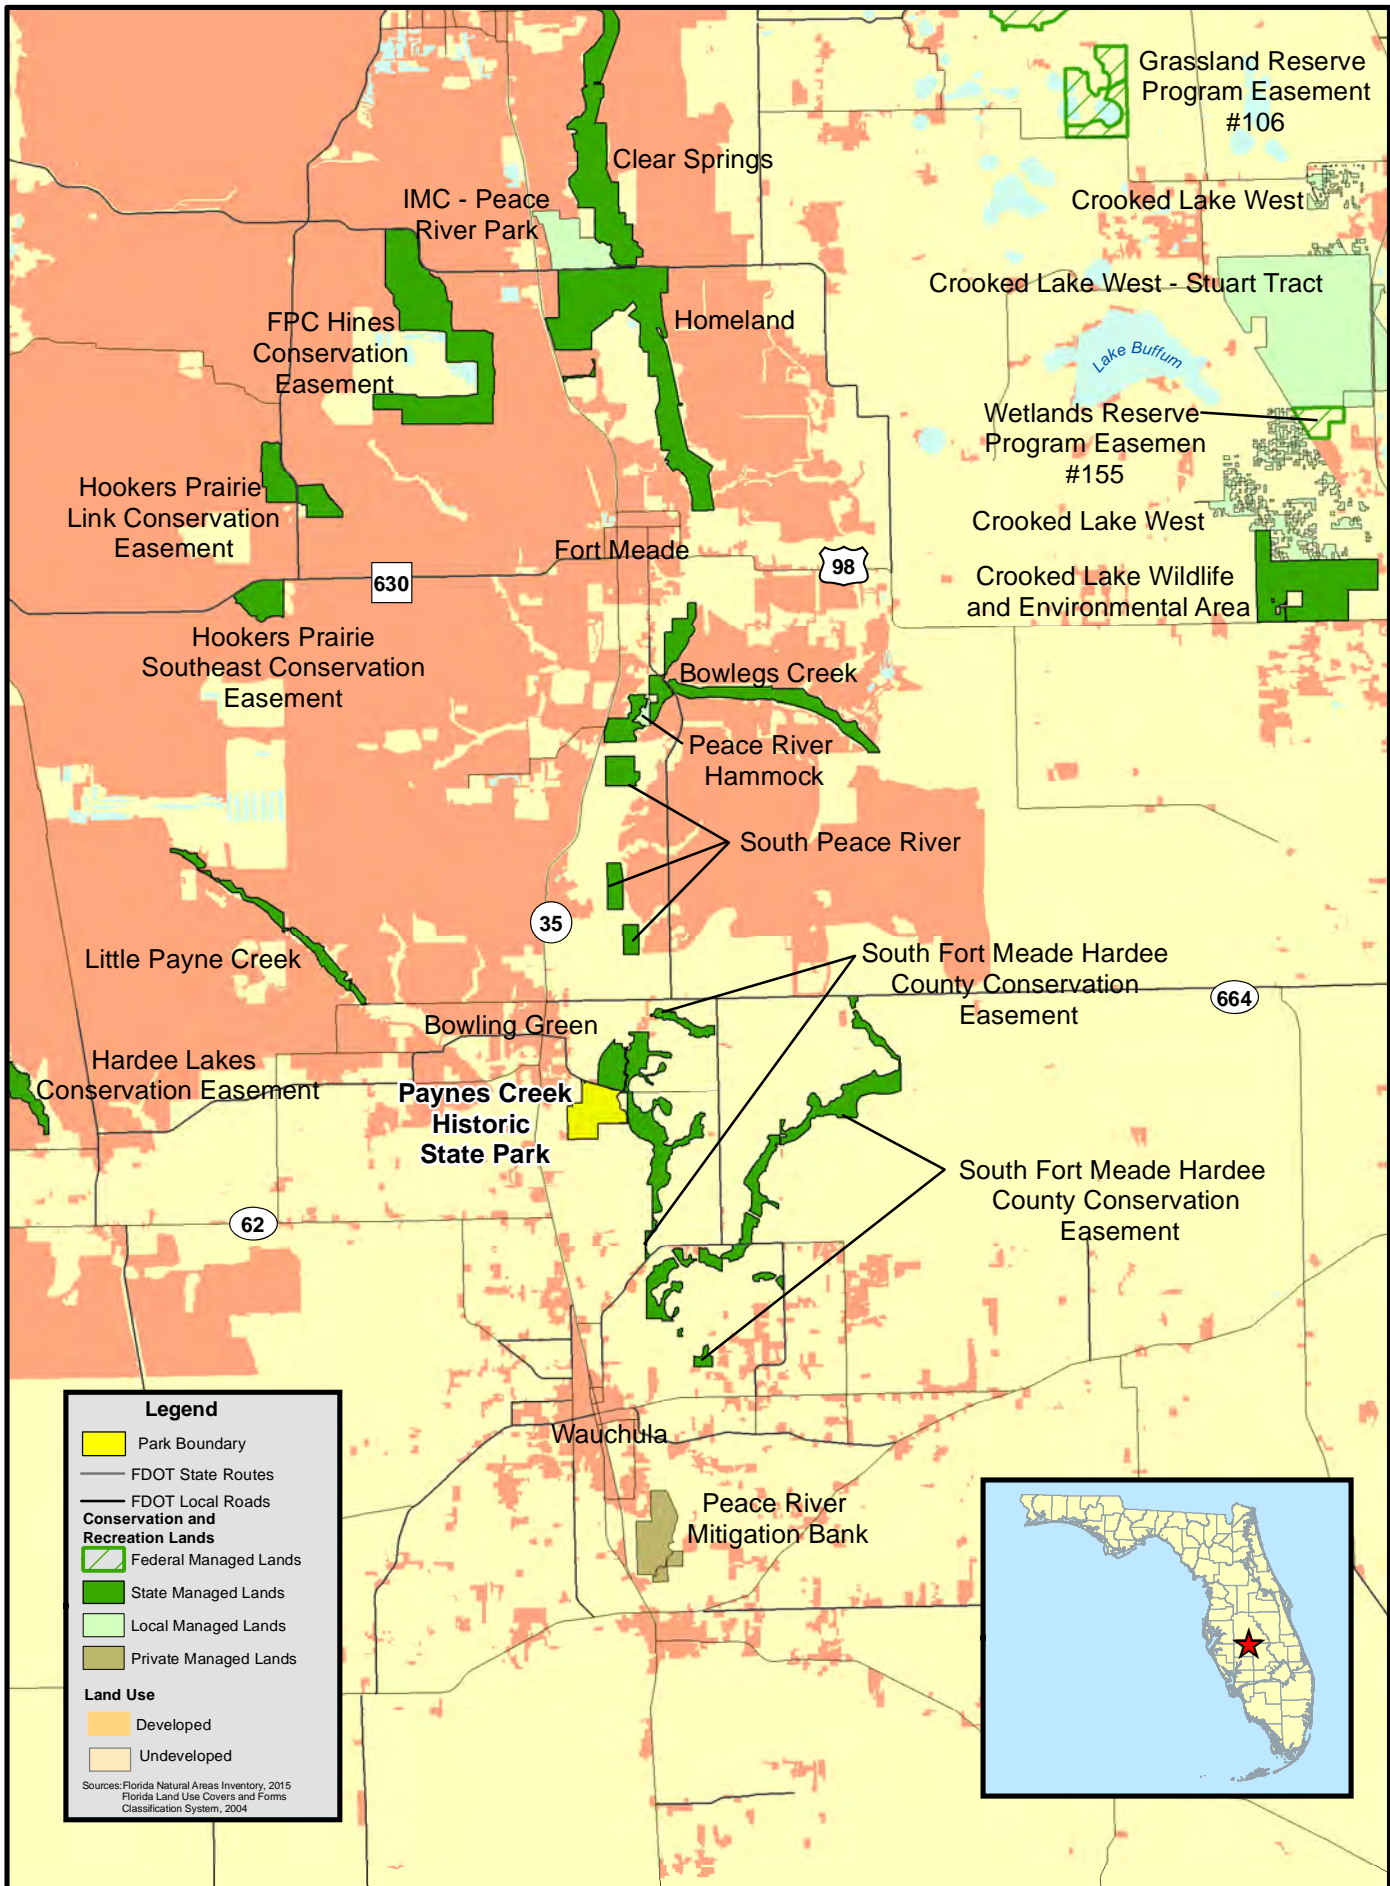 Grassland Reserve
Program Easement
#106
Clear Springs
IMC - Peace
River Park
Crooked Lake West
Crooked Lake West - Stuart Tract
FPC Hines
Conservation
Easement
Homeland
Lake Buffum
Wetlands Reserve
Program Easemen
#155
Hookers Prairie
Link Conservation
Easement
Crooked Lake West
Fort Meade
98
630
Crooked Lake Wildlife
and Environmental Area
Hookers Prairie
Southeast Conservation
Easement
Bowlegs Creek
Peace River
Hammock
South Peace River
35
Little Payne Creek
South Fort Meade Hardee
County Conservation
Easement
664
Bowling Green
Hardee Lakes
Conservation Easement
Paynes Creek
Historic
State Park
South Fort Meade Hardee
County Conservation
Easement
62
Wauchula
Peace River
Mitigation Bank
Legend
Park Boundary
FDOT State Routes
FDOT Local Roads
Conservation and
Recreation Lands
Federal Managed Lands
State Managed Lands
Local Managed Lands
Private Managed Lands
Land Use
Developed
Undeveloped
Sources:Florida Natural Areas Inventory, 2015
Florida Land Use Covers and Forms
Classification System, 2004